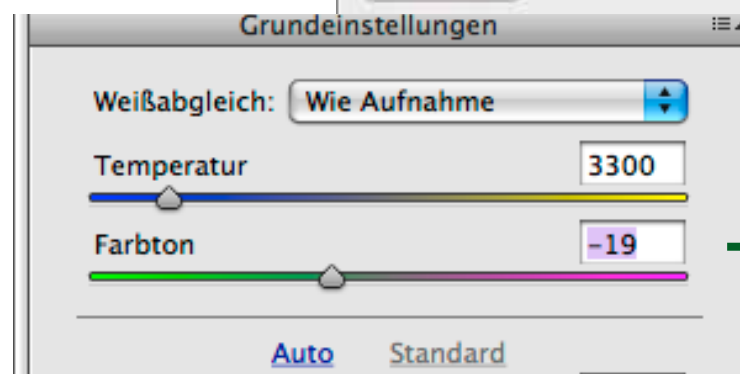 Grundeinstellungen
Weißabgleich: Wie Aufnahme
Temperatur 3300
Farbton -19
Auto Standard